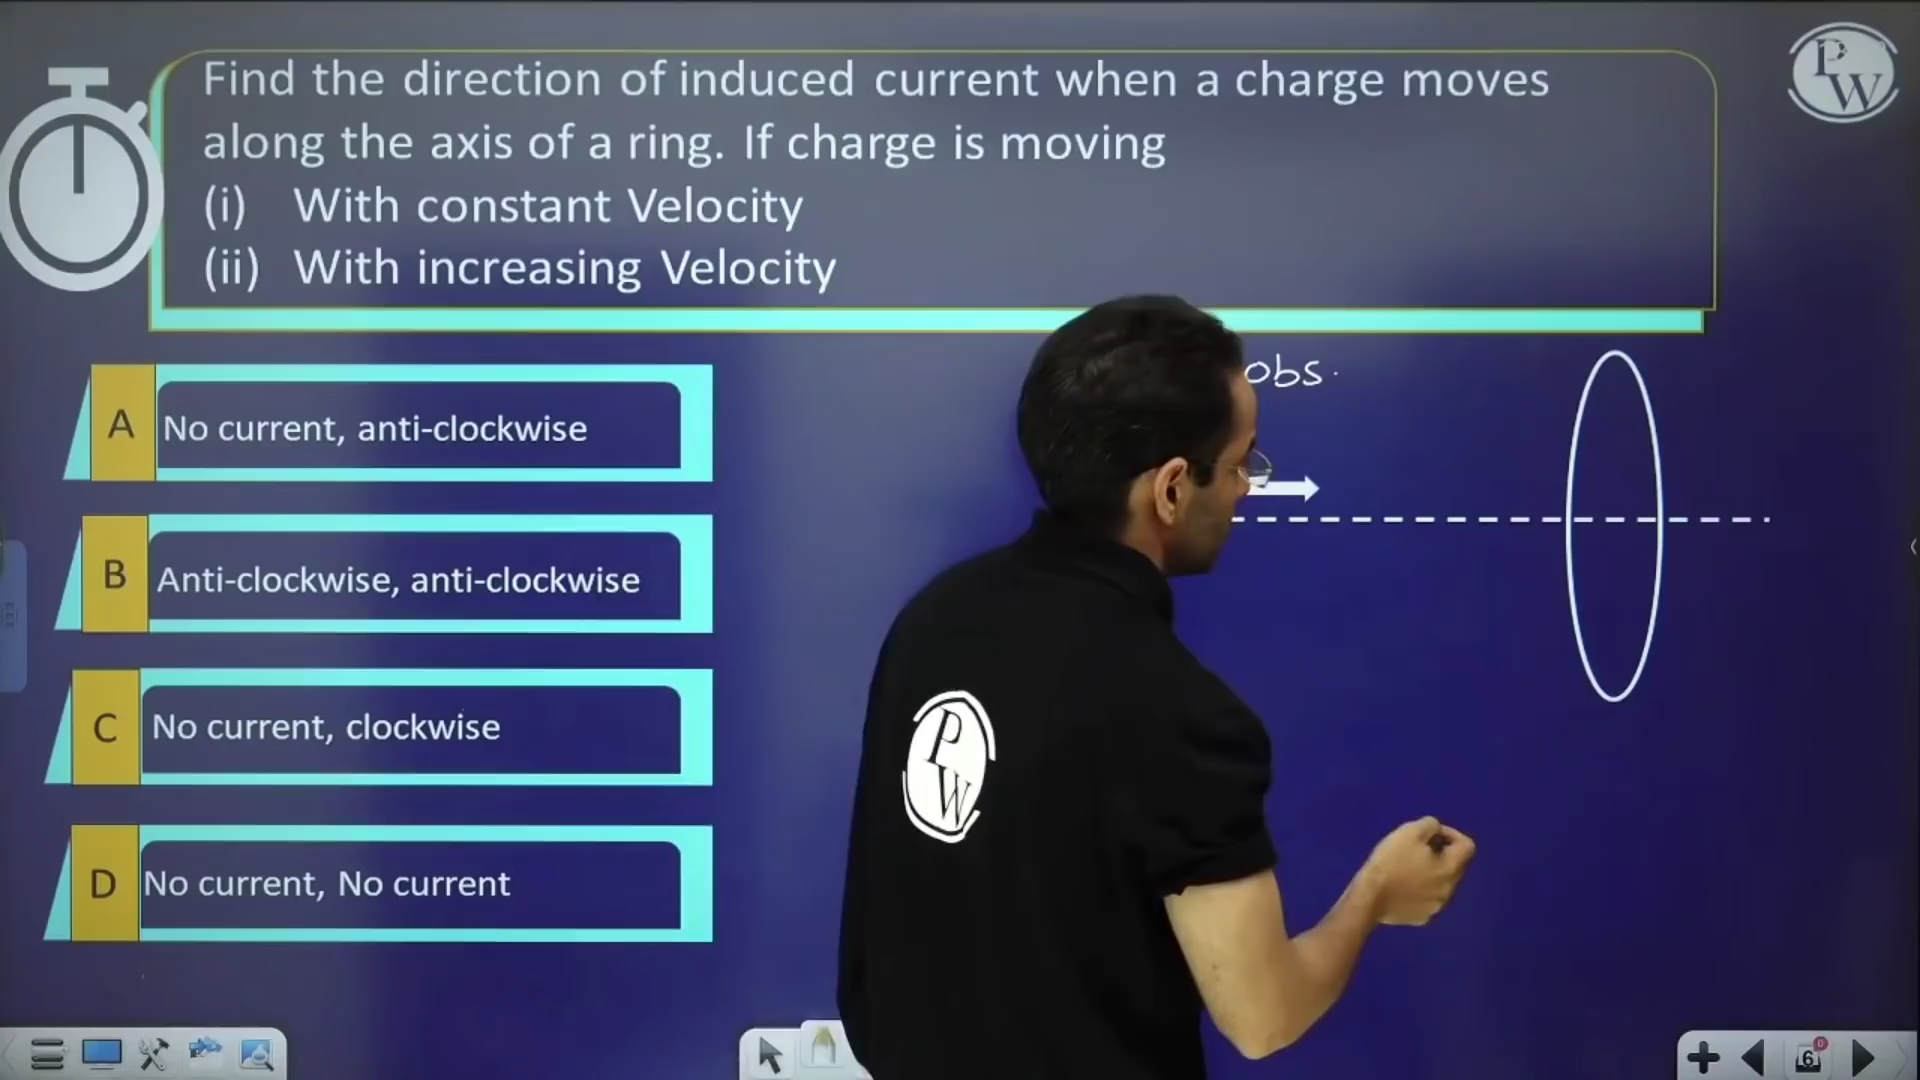 Find the direction of induced current when a charge moves
along the axis of a ring. If charge is moving
(i) With constant Velocity
(ii) With increasing Velocity
P
W
obs.
A No current, anti-clockwise
B Anti-clockwise, anti-clockwise
C No current, clockwise
D No current, No current
P
W
6
0